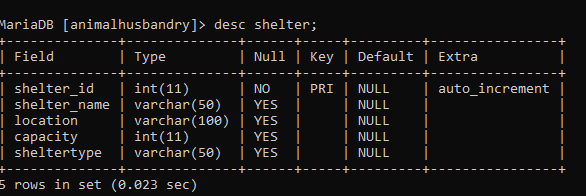 MariaDB [animalhusbandry]> desc shelter;
+--------------+--------------+------+-----+---------+----------------+
| Field        | Type         | Null | Key | Default | Extra          |
+--------------+--------------+------+-----+---------+----------------+
| shelter_id   | int(11)      | NO   | PRI | NULL    | auto_increment |
| shelter_name | varchar(50)  | YES  |     | NULL    |                |
| location     | varchar(100) | YES  |     | NULL    |                |
| capacity     | int(11)      | YES  |     | NULL    |                |
| sheltertype  | varchar(50)  | YES  |     | NULL    |                |
+--------------+--------------+------+-----+---------+----------------+
5 rows in set (0.023 sec)